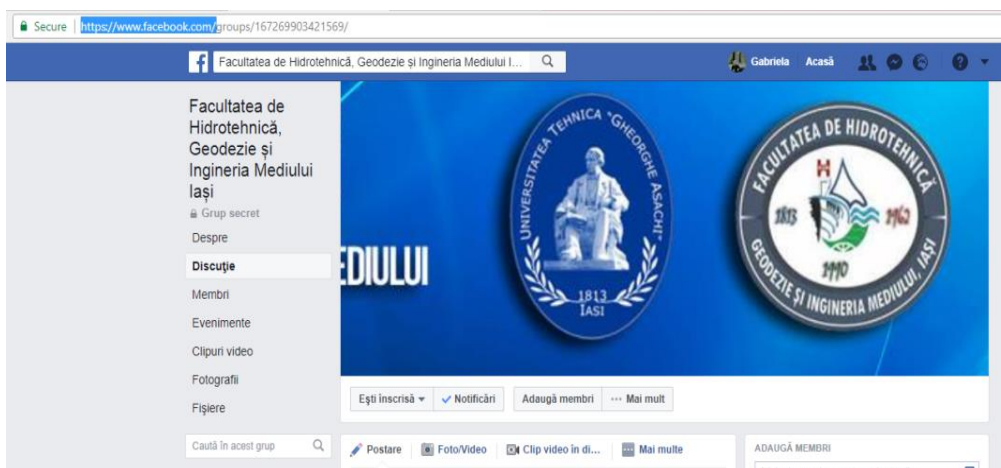 Secure | https://www.facebook.com/groups/167269903421569/
Facultatea de Hidrotehnică, Geodezie și Ingineria Mediului I...
Gabriela Acasă
Facultatea de
Hidrotehnică,
Geodezie și
Ingineria Mediului
Iași
Grup secret
Despre
Discuție
Membri
Evenimente
Clipuri video
Fotografii
Fișiere
Caută în acest grup
EDIULUI
UNIVERSITATEA TEHNICA "GHEORGHE ASACHI"
1813
IASI
FACULTATEA DE HIDROTEHNICĂ
GEODEZIE ȘI INGINERIA MEDIULUI, IAȘI
1813
1962
1990
Ești înscrisă
Notificări
Adaugă membri
Mai mult
Postare
Foto/Video
Clip video în di...
Mai multe
ADAUGĂ MEMBRI